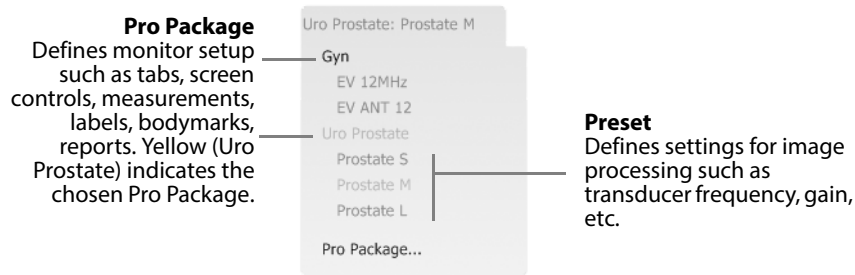 Pro Package
Defines monitor setup
such as tabs, screen
controls, measurements,
labels, bodymarks,
reports. Yellow (Uro
Prostate) indicates the
chosen Pro Package.
Uro Prostate: Prostate M
Gyn
EV 12MHz
EV ANT 12
Uro Prostate
Prostate S
Prostate M
Prostate L
Pro Package...
Preset
Defines settings for image
processing such as
transducer frequency, gain,
etc.